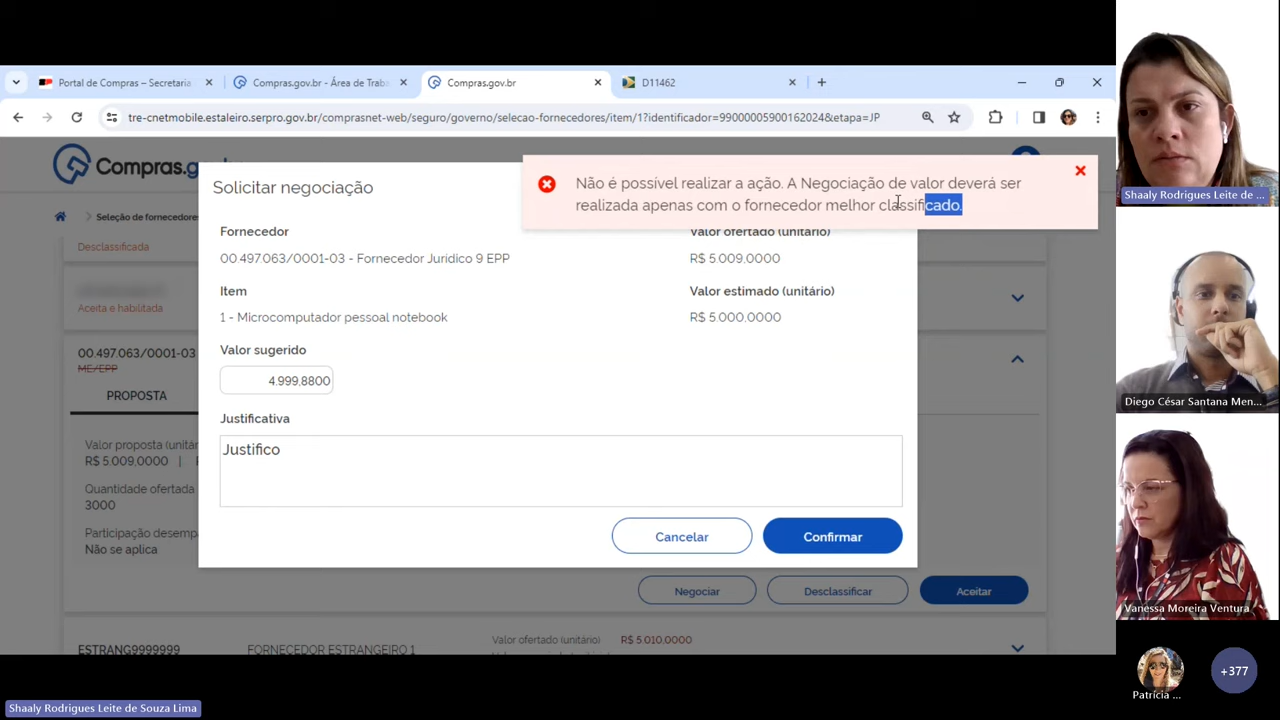 Portal de Compras – Secretaria
Compras.gov.br - Área de Trab
Compras.gov.br
D11462
tre-cnetmobile.estaleiro.serpro.gov.br/comprasnet-web/seguro/governo/selecao-fornecedores/item/1?identificador=99000005900162024&etapa=JP
Compras.g
Solicitar negociação
Não é possível realizar a ação. A Negociação de valor deverá ser
realizada apenas com o fornecedor melhor classificado.
Shaaly Rodrigues Leite de ...
Seleção de fornecedores
Fornecedor
Valor ofertado (unitário)
Desclassificada
00.497.063/0001-03 - Fornecedor Juridico 9 EPP
R$ 5.009,0000
Item
Valor estimado (unitário)
Aceita e habilitada
1 - Microcomputador pessoal notebook
R$ 5.000,0000
00.497.063/0001-03
ME/EPP
Valor sugerido
4.999,8800
PROPOSTA
Diego César Santana Men...
Justificativa
Justifico
Valor proposta (unitár
R$ 5.009,0000 |
Quantidade ofertada
3000
Participação desemp
Não se aplica
Cancelar
Confirmar
Negociar
Desclassificar
Aceitar
Vanessa Moreira Ventura
ESTRANG9999999
FORNECEDOR ESTRANGEIRO 1
Valor ofertado (unitário)
R$ 5.010,0000
+377
Patrícia ...
Shaaly Rodrigues Leite de Souza Lima